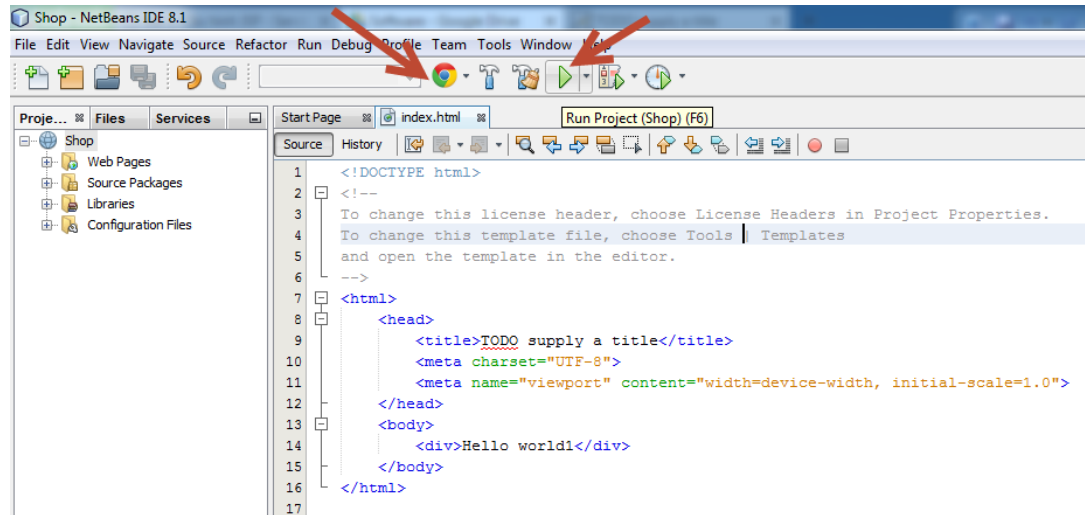 Shop - NetBeans IDE 8.1
File Edit View Navigate Source Refactor Run Debug Profile Team Tools Window Help
Proje... Files Services
Start Page index.html
Run Project (Shop) (F6)
Shop
Web Pages
Source Packages
Libraries
Configuration Files
Source History
1 <!DOCTYPE html>
2 <!--
3 To change this license header, choose License Headers in Project Properties.
4 To change this template file, choose Tools | Templates
5 and open the template in the editor.
6 -->
7 <html>
8 <head>
9 <title>TODO supply a title</title>
10 <meta charset="UTF-8">
11 <meta name="viewport" content="width=device-width, initial-scale=1.0">
12 </head>
13 <body>
14 <div>Hello world1</div>
15 </body>
16 </html>
17